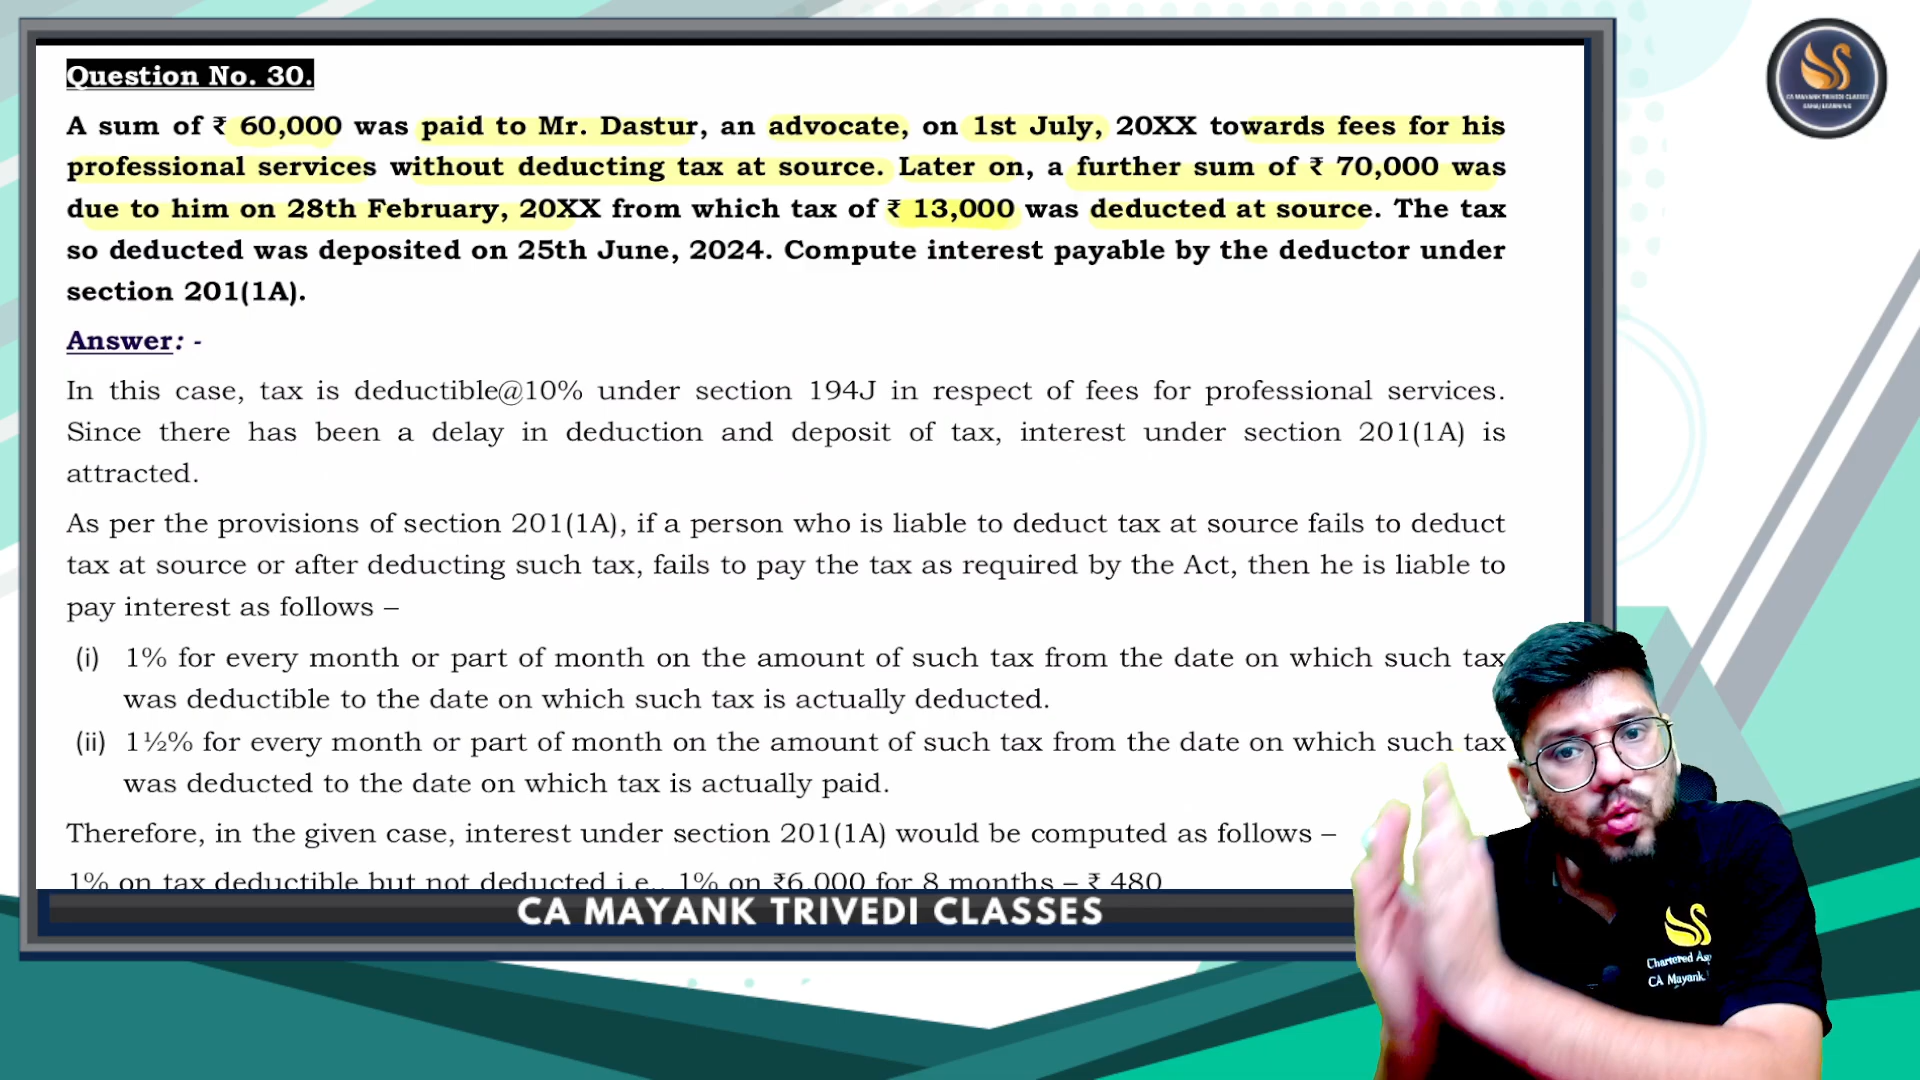 Question No. 30.
A sum of ₹ 60,000 was paid to Mr. Dastur, an advocate, on 1st July, 20XX towards fees for his
professional services without deducting tax at source. Later on, a further sum of ₹ 70,000 was
due to him on 28th February, 20XX from which tax of ₹ 13,000 was deducted at source. The tax
so deducted was deposited on 25th June, 2024. Compute interest payable by the deductor under
section 201(1A).
Answer: -
In this case, tax is deductible@10% under section 194J in respect of fees for professional services.
Since there has been a delay in deduction and deposit of tax, interest under section 201(1A) is
attracted.
As per the provisions of section 201(1A), if a person who is liable to deduct tax at source fails to deduct
tax at source or after deducting such tax, fails to pay the tax as required by the Act, then he is liable to
pay interest as follows –
(i) 1% for every month or part of month on the amount of such tax from the date on which such tax
was deductible to the date on which such tax is actually deducted.
(ii) 1½% for every month or part of month on the amount of such tax from the date on which such tax
was deducted to the date on which tax is actually paid.
Therefore, in the given case, interest under section 201(1A) would be computed as follows –
1% on tax deductible but not deducted i.e., 1% on ₹6,000 for 8 months – ₹ 480
CA MAYANK TRIVEDI CLASSES
CA MAYANK TRIVEDI CLASSES
Chartered
CA Mayank